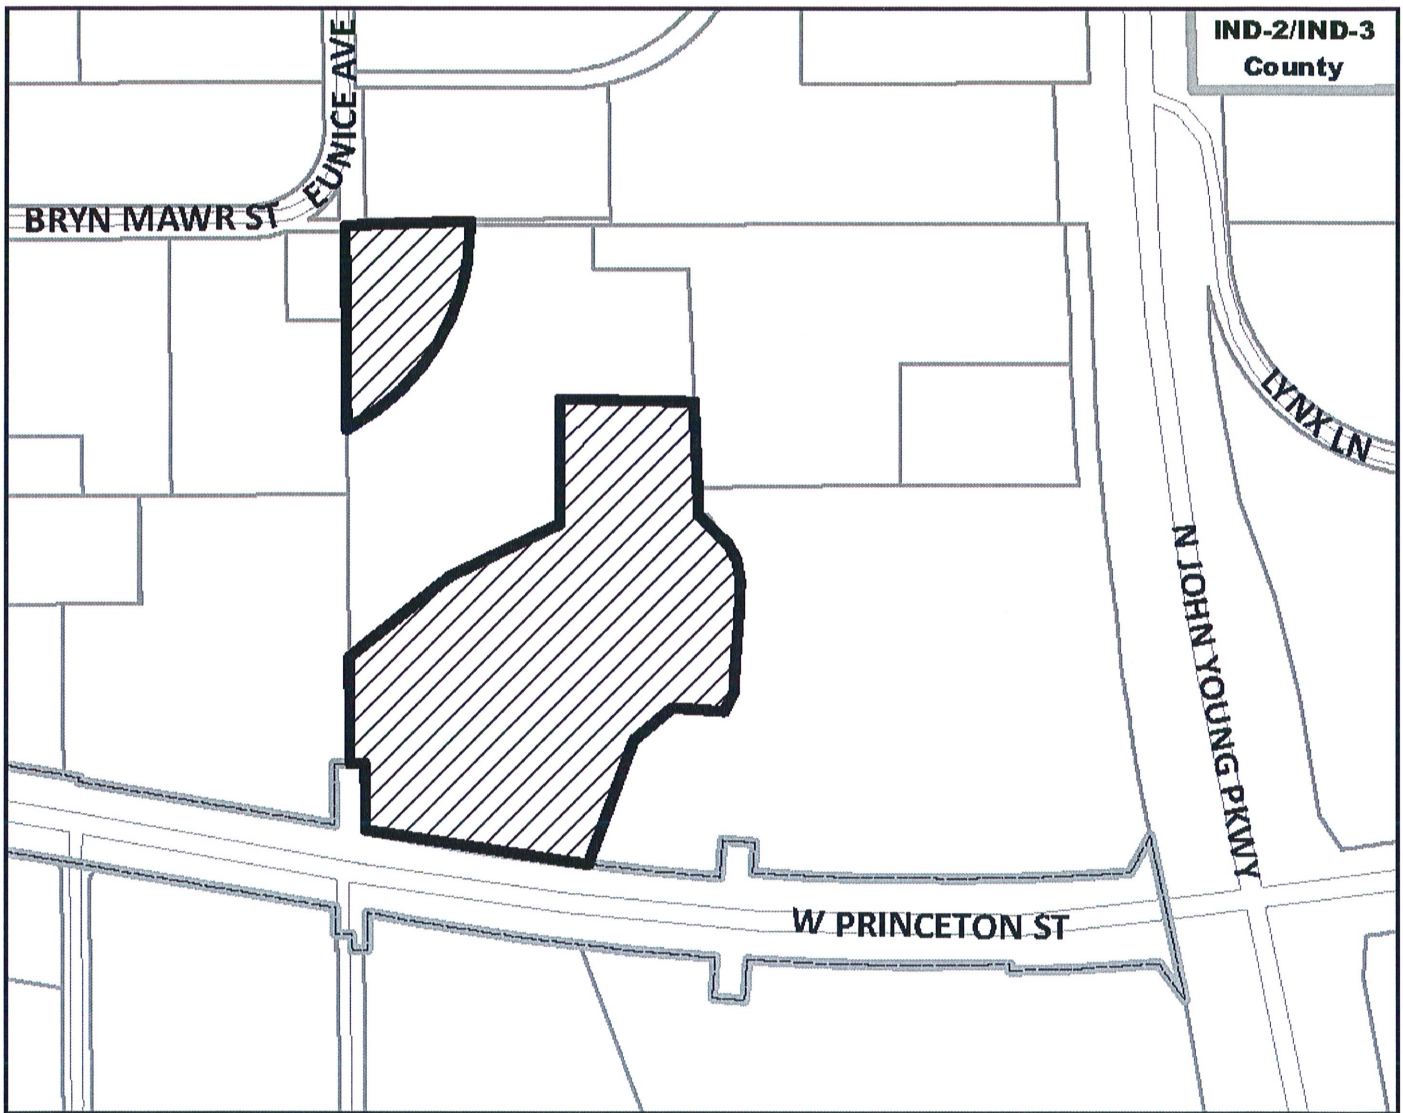 IND-2/IND-3
County
EUNICE AVE
BRYN MAWR ST
LYNX LN
N JOHN YOUNG PKWY
W PRINCETON ST